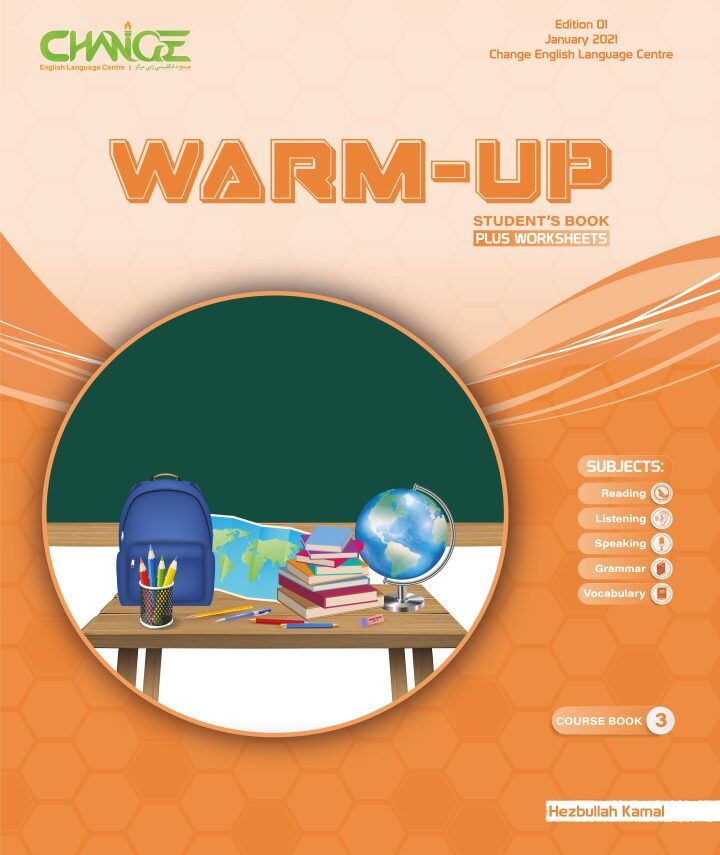 CHANGE
English Language Centre |
Edition 01
January 2021
Change English Language Centre
WARM-UP
STUDENT'S BOOK
PLUS WORKSHEETS
SUBJECTS:
Reading
Listening
Speaking
Grammar
Vocabulary
COURSE BOOK 3
Hezbullah Kamal